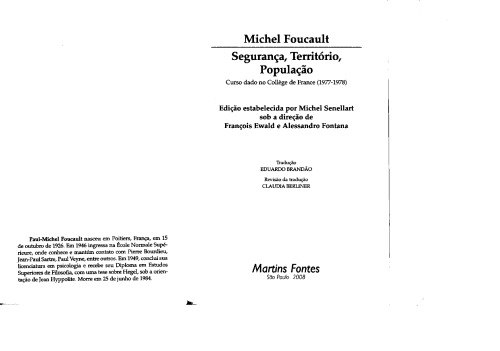 Paul-Michel Foucault nasceu em Poitiers, França, em 15
de outubro de 1926. Em 1946 ingressa na École Normale Supé-
rieure, onde conhece e mantém contato com Pierre Bourdieu,
Jean-Paul Sartre, Paul Veyne, entre outros. Em 1949, conclui sua
licenciatura em psicologia e recebe seu Diploma em Estudos
Superiores de Filosofia, com uma tese sobre Hegel, sob a orien-
tação de Jean Hyppolite. Morre em 25 de junho de 1984.
Michel Foucault
Segurança, Território,
População
Curso dado no Collège de France (1977-1978)
Edição estabelecida por Michel Senellart
sob a direção de
François Ewald e Alessandro Fontana
Tradução
EDUARDO BRANDÃO
Revisão da tradução
CLAUDIA BERLINER
Martins Fontes
São Paulo 2008